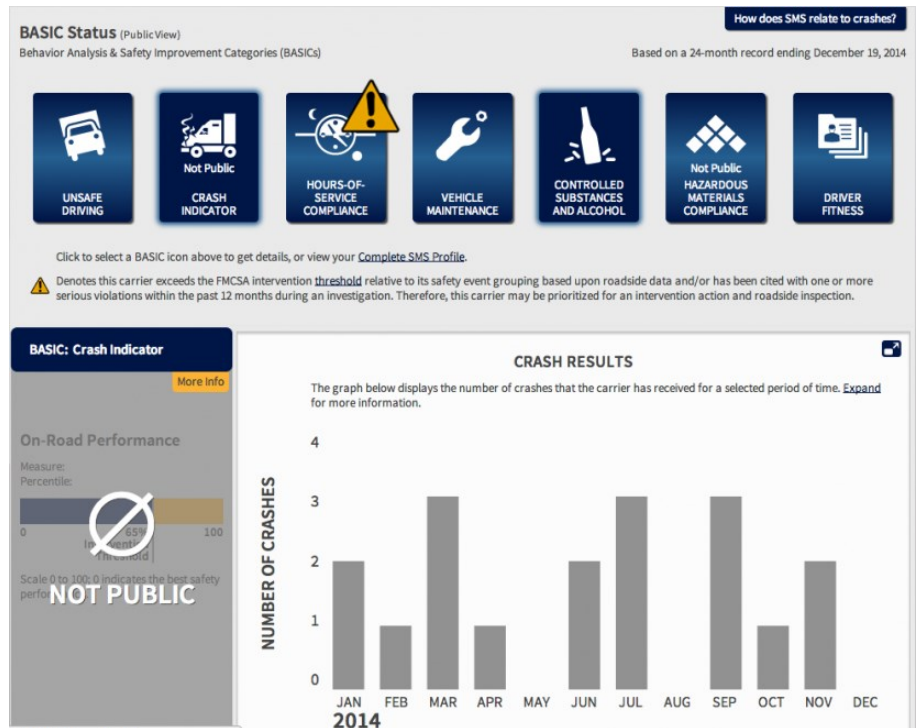 How does SMS relate to crashes?
BASIC Status (Public View)
Behavior Analysis & Safety Improvement Categories (BASICs)
Based on a 24-month record ending December 19, 2014
UNSAFE
DRIVING
Not Public
CRASH
INDICATOR
HOURS-OF-
SERVICE
COMPLIANCE
VEHICLE
MAINTENANCE
CONTROLLED
SUBSTANCES
AND ALCOHOL
Not Public
HAZARDOUS
MATERIALS
COMPLIANCE
DRIVER
FITNESS
Click to select a BASIC icon above to get details, or view your Complete SMS Profile.
Denotes this carrier exceeds the FMCSA intervention threshold relative to its safety event grouping based upon roadside data and/or has been cited with one or more
serious violations within the past 12 months during an investigation. Therefore, this carrier may be prioritized for an intervention action and roadside inspection.
BASIC: Crash Indicator
More Info
On-Road Performance
Measure:
Percentile:
0 65% 100
Intervention
Threshold
Scale 0 to 100; 0 indicates the best safety
NOT PUBLIC
CRASH RESULTS
The graph below displays the number of crashes that the carrier has received for a selected period of time. Expand
for more information.
NUMBER OF CRASHES
4
3
2
1
0
JAN FEB MAR APR MAY JUN JUL AUG SEP OCT NOV DEC
2014